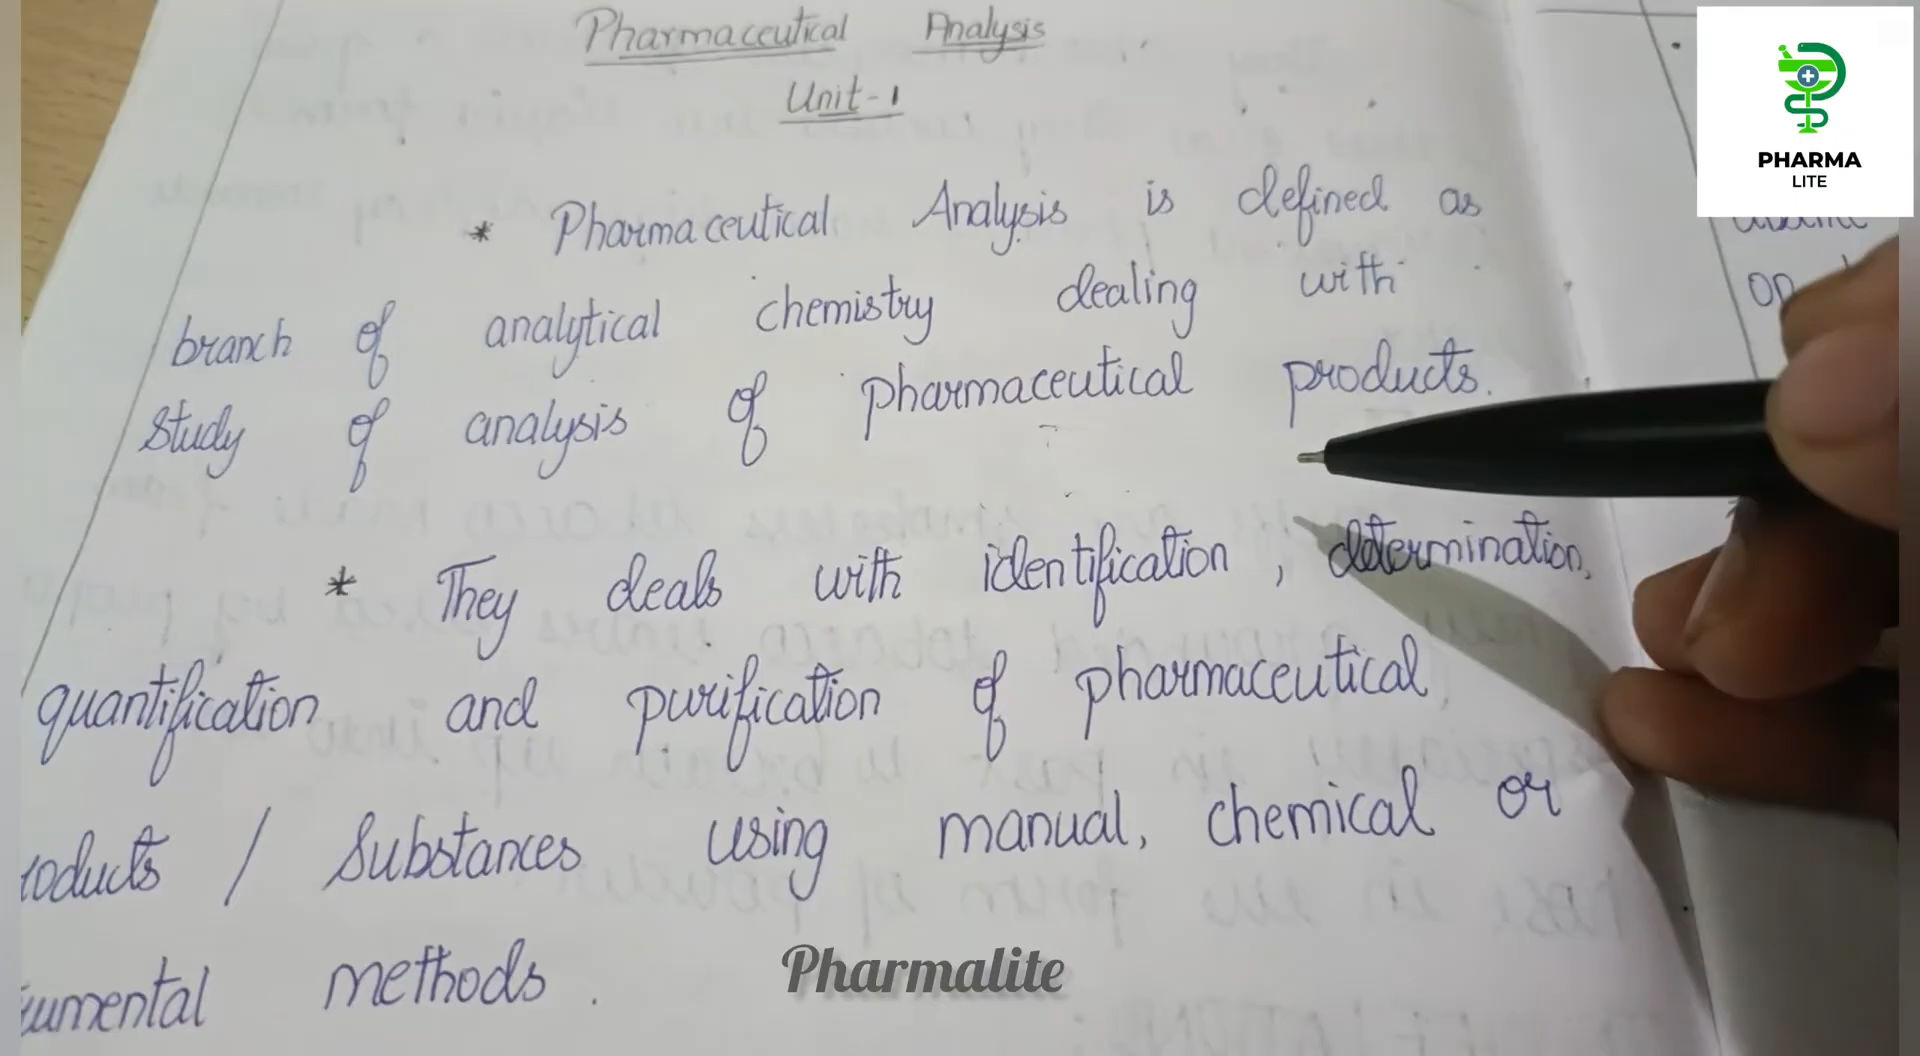 Pharmaceutical Analysis
Unit-1
* Pharmaceutical Analysis is defined as
branch of analytical chemistry dealing with
study of analysis of pharmaceutical products.
* They deals with identification, determination,
quantification and purification of pharmaceutical,
roducts / Substances using manual, chemical or
umental methods.
PHARMA
LITE
Pharmalite